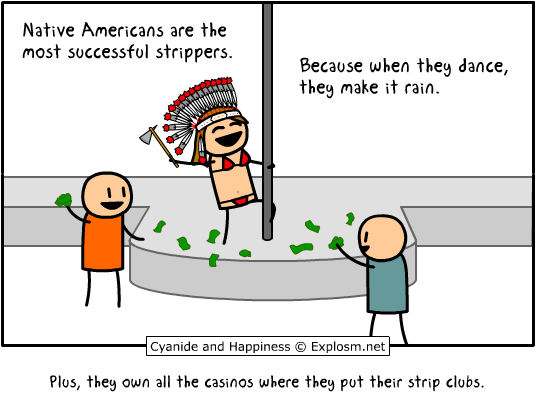 Native Americans are the
most successful strippers.
Because when they dance,
they make it rain.
Cyanide and Happiness © Explosm.net
Plus, they own all the casinos where they put their strip clubs.